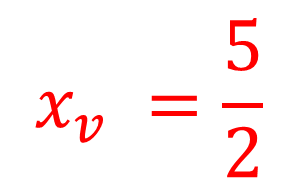 x_v = 5/2